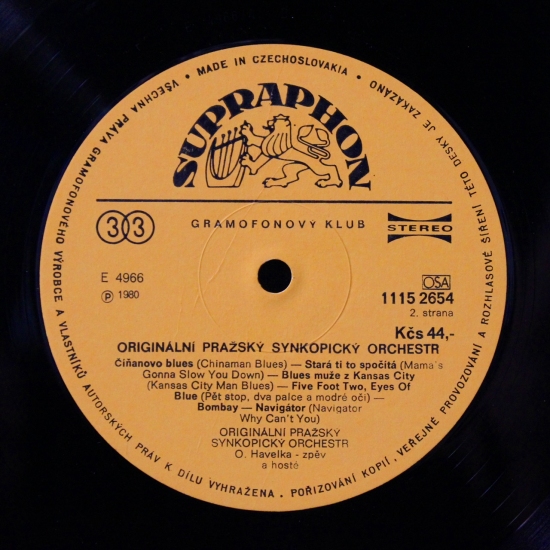 VŠECHNA PRÁVA GRAMOFONOVÉHO VÝROBCE A VLASTNÍKŮ AUTORSKÝCH PRÁV K DÍLU VYHRAŽENA. POŘIZOVÁNÍ KOPIÍ, VEŘEJNÉ PROVOZOVÁNÍ A ROZHLASOVÉ ŠÍŘENÍ TÉTO DESKY JE ZAKÁZÁNO
• MADE IN CZECHOSLOVAKIA •
SUPRAPHON
33
GRAMOFONOVÝ KLUB
STEREO
E 4966
OSA
Ⓟ 1980
1115 2654
2. strana
Kčs 44,-
ORIGINÁLNÍ PRAŽSKÝ SYNKOPICKÝ ORCHESTR
Číňanovo blues (Chinaman Blues) — Stará ti to spočítá (Mama's
Gonna Slow You Down) — Blues muže z Kansas City
(Kansas City Man Blues) — Five Foot Two, Eyes Of
Blue (Pět stop, dva palce a modré oči) —
Bombay — Navigátor (Navigator
Why Can't You)
ORIGINÁLNÍ PRAŽSKÝ
SYNKOPICKÝ ORCHESTR
O. Havelka - zpěv
a hosté